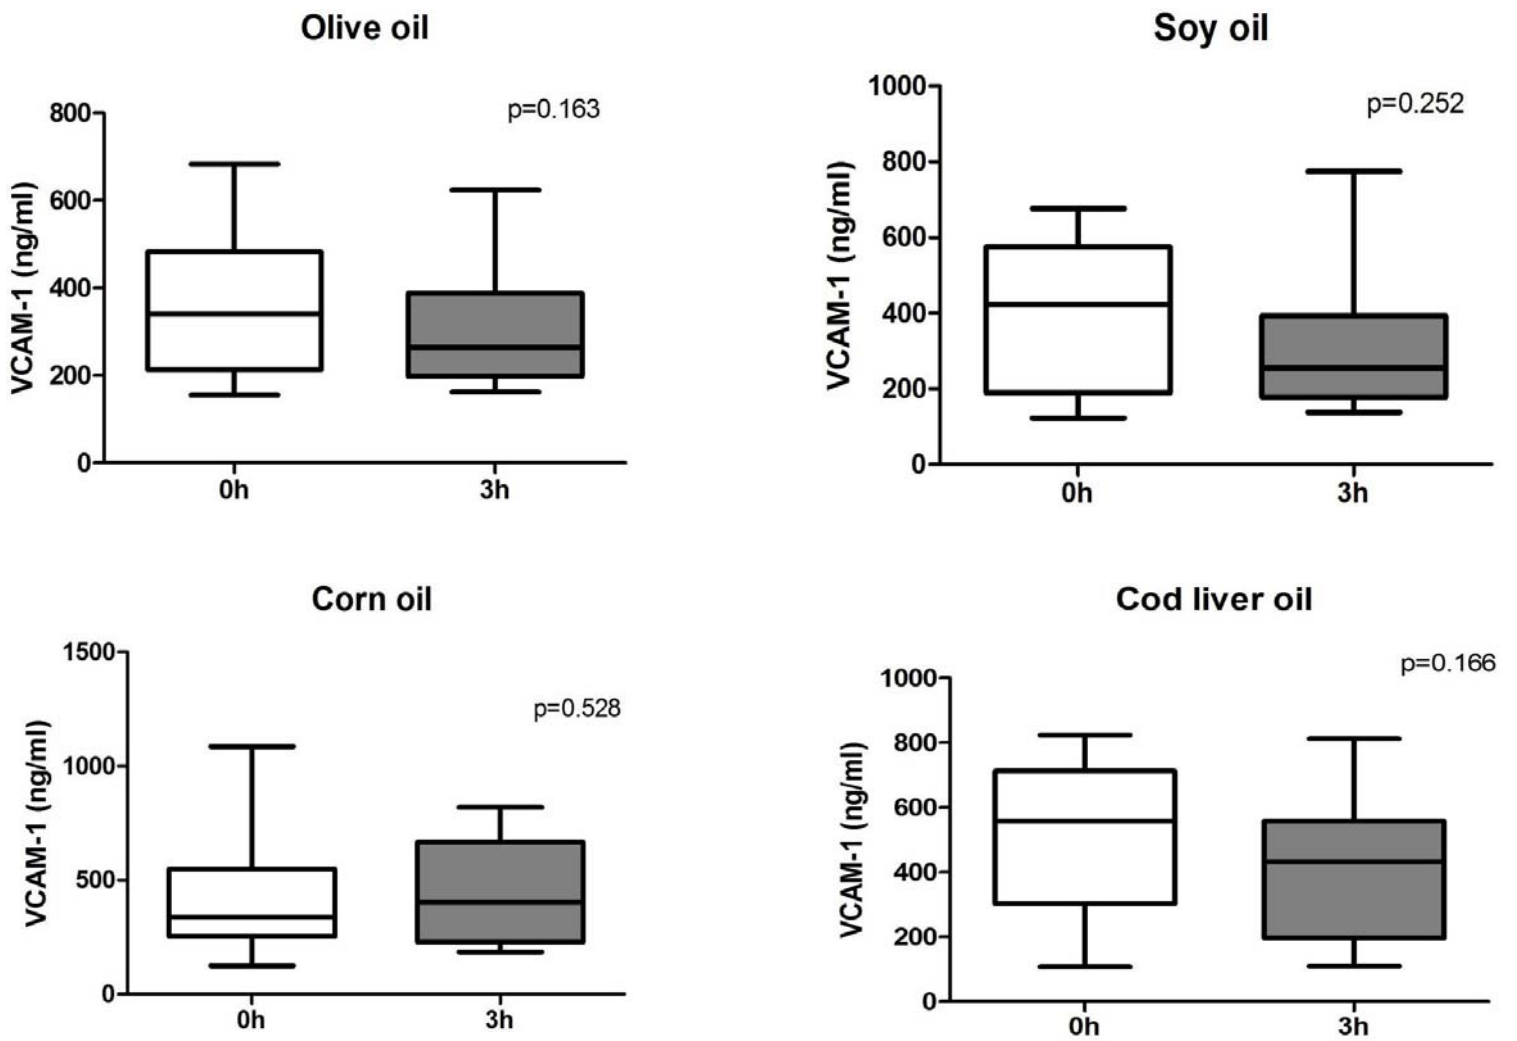 Olive oil
p=0.163
VCAM-1 (ng/ml)
800
600
400
200
0
0h 3h
Soy oil
p=0.252
VCAM-1 (ng/ml)
1000
800
600
400
200
0
0h 3h
Corn oil
p=0.528
VCAM-1 (ng/ml)
1500
1000
500
0
0h 3h
Cod liver oil
p=0.166
VCAM-1 (ng/ml)
1000
800
600
400
200
0
0h 3h